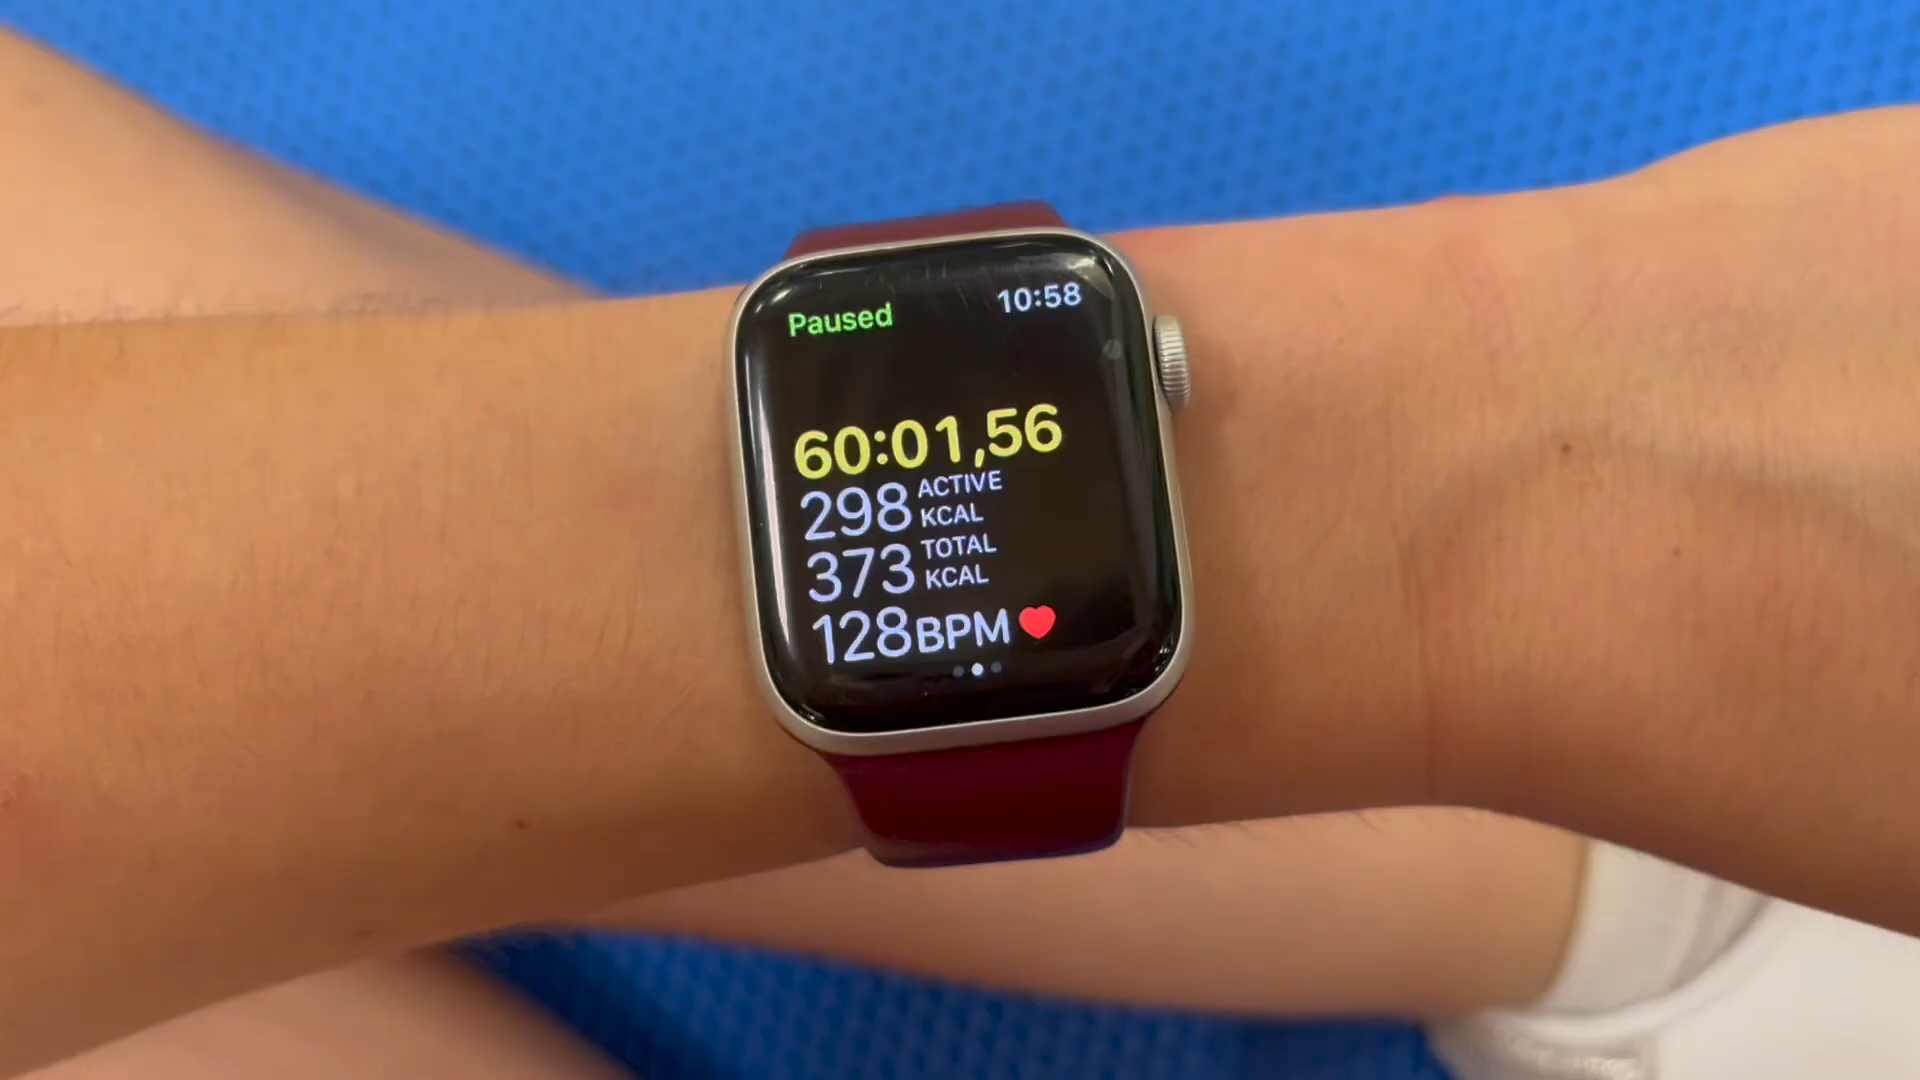 Paused 10:58
60:01,56
298 ACTIVE KCAL
373 TOTAL KCAL
128BPM